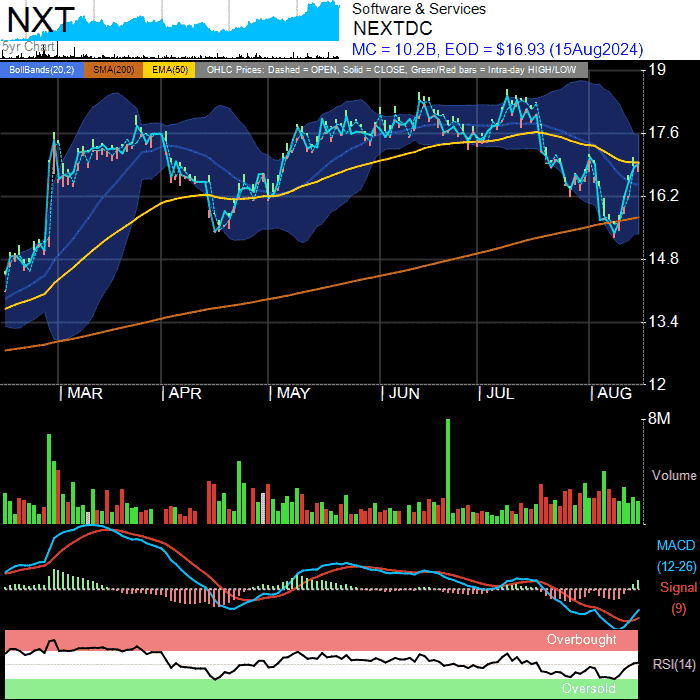 NXT
5yr Chart
Software & Services
NEXTDC
MC = 10.2B, EOD = $16.93 (15Aug2024)
BollBands(20,2) SMA(200) EMA(50) OHLC Prices: Dashed = OPEN, Solid = CLOSE, Green/Red bars = Intra-day HIGH/LOW
19
17.6
16.2
14.8
13.4
12
| MAR | APR | MAY | JUN | JUL | AUG
8M
Volume
MACD
(12-26)
Signal
(9)
Overbought
RSI(14)
Oversold